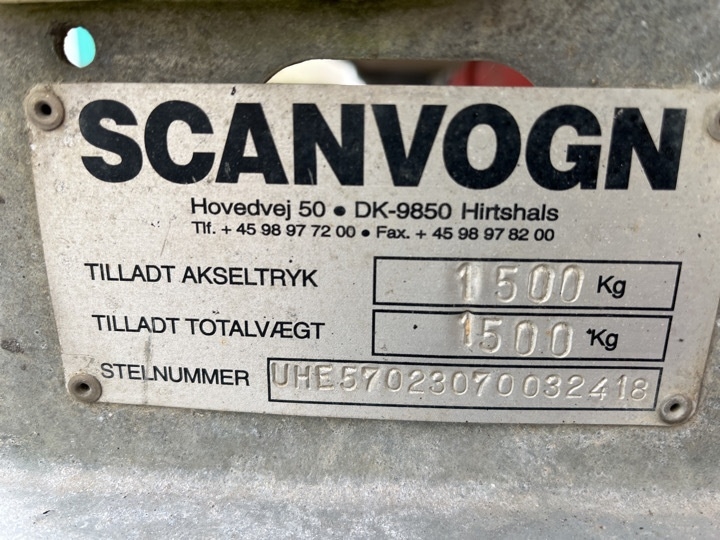 SCANVOGN
Hovedvej 50 • DK-9850 Hirtshals
Tlf. + 45 98 97 72 00 • Fax. + 45 98 97 82 00
TILLADT AKSELTRYK 1500 Kg
TILLADT TOTALVÆGT 1500 Kg
STELNUMMER UHE57023070032418